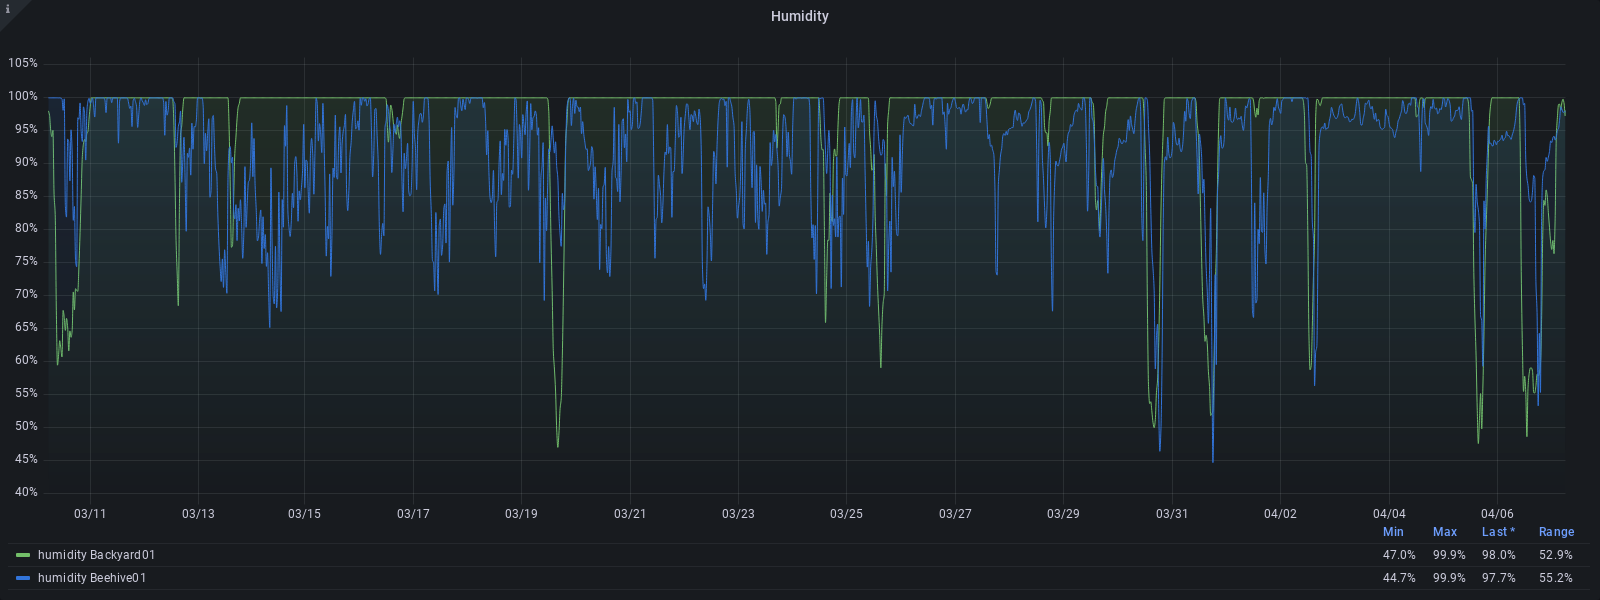 i
Humidity
105%
100%
95%
90%
85%
80%
75%
70%
65%
60%
55%
50%
45%
40%
03/11 03/13 03/15 03/17 03/19 03/21 03/23 03/25 03/27 03/29 03/31 04/02 04/04 04/06
Min Max Last * Range
humidity Backyard01 47.0% 99.9% 98.0% 52.9%
humidity Beehive01 44.7% 99.9% 97.7% 55.2%